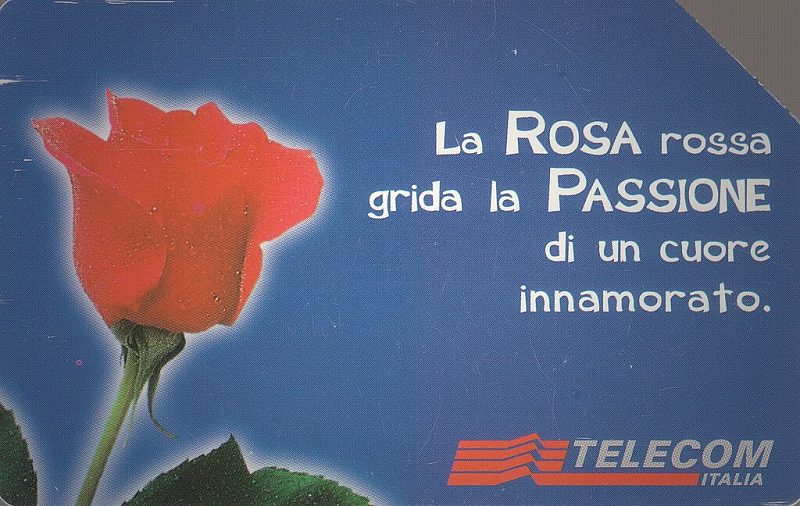 La ROSA rossa
grida la PASSIONE
di un cuore
innamorato.
TELECOM
ITALIA